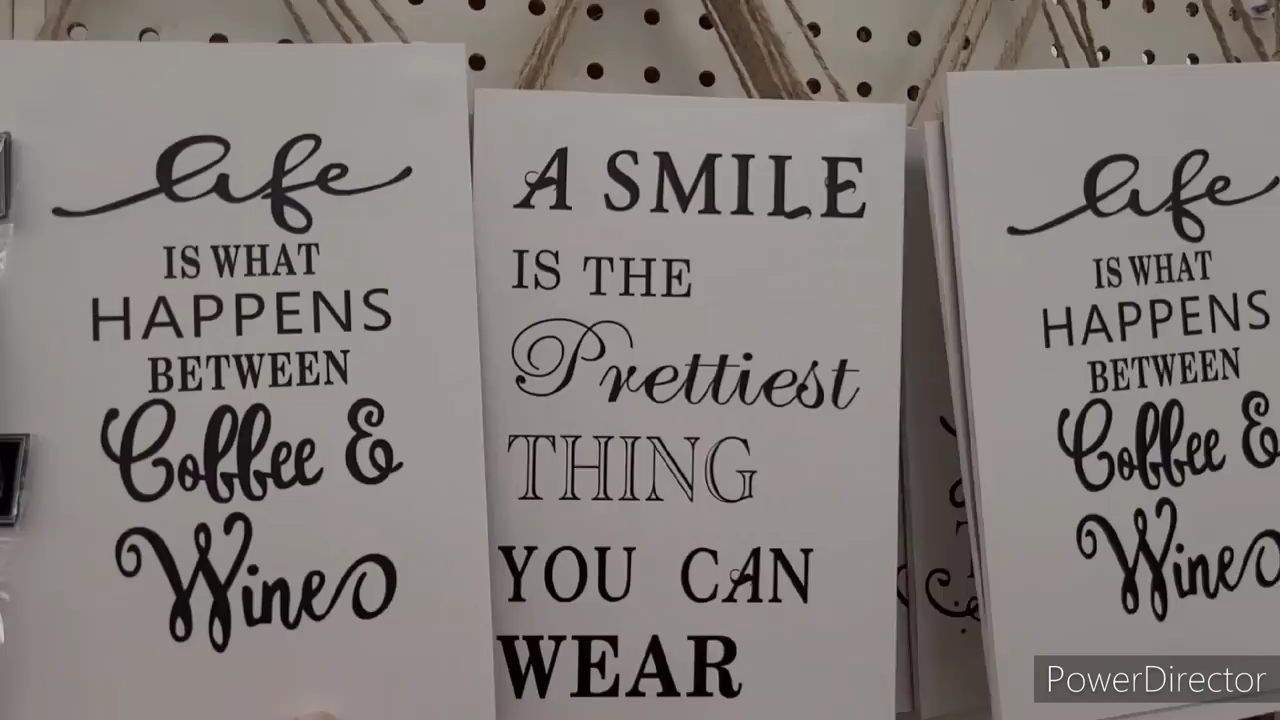 life
IS WHAT
HAPPENS
BETWEEN
Coffee &
Wine
A SMILE
IS THE
Prettiest
THING
YOU CAN
WEAR
life
IS WHAT
HAPPENS
BETWEEN
Coffee &
Wine
PowerDirector